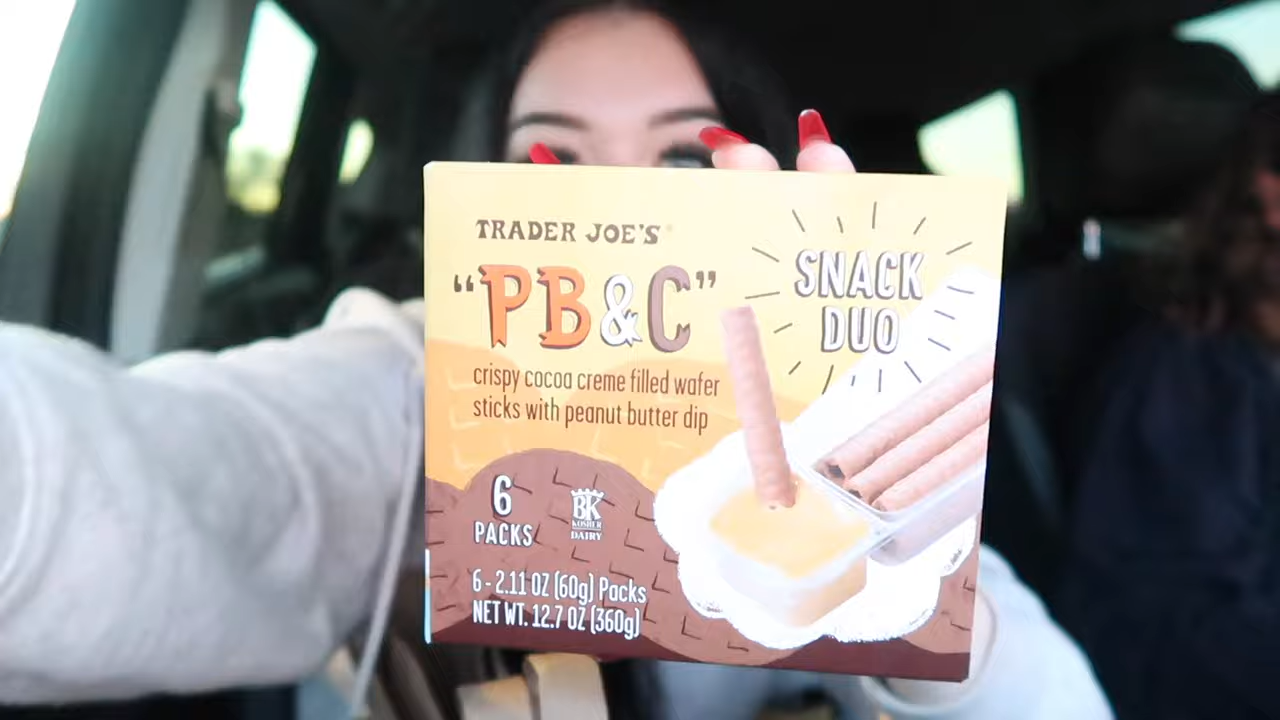 TRADER JOE'S
"PB&C"
SNACK
DUO
crispy cocoa creme filled wafer
sticks with peanut butter dip
6
PACKS
BK
KOSHER
DAIRY
6 - 2.11 OZ (60g) Packs
NET WT. 12.7 OZ (360g)